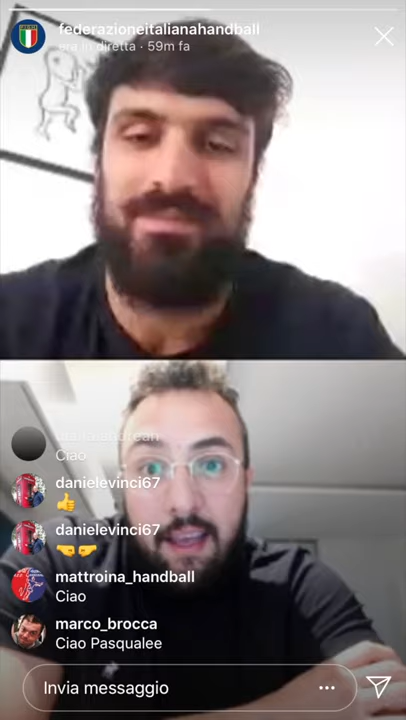 federazioneitalianahandball
era in diretta · 59m fa
Ciao
danielevinci67
👍
danielevinci67
🤜🤛
mattroina_handball
Ciao
marco_brocca
Ciao Pasqualee
Invia messaggio